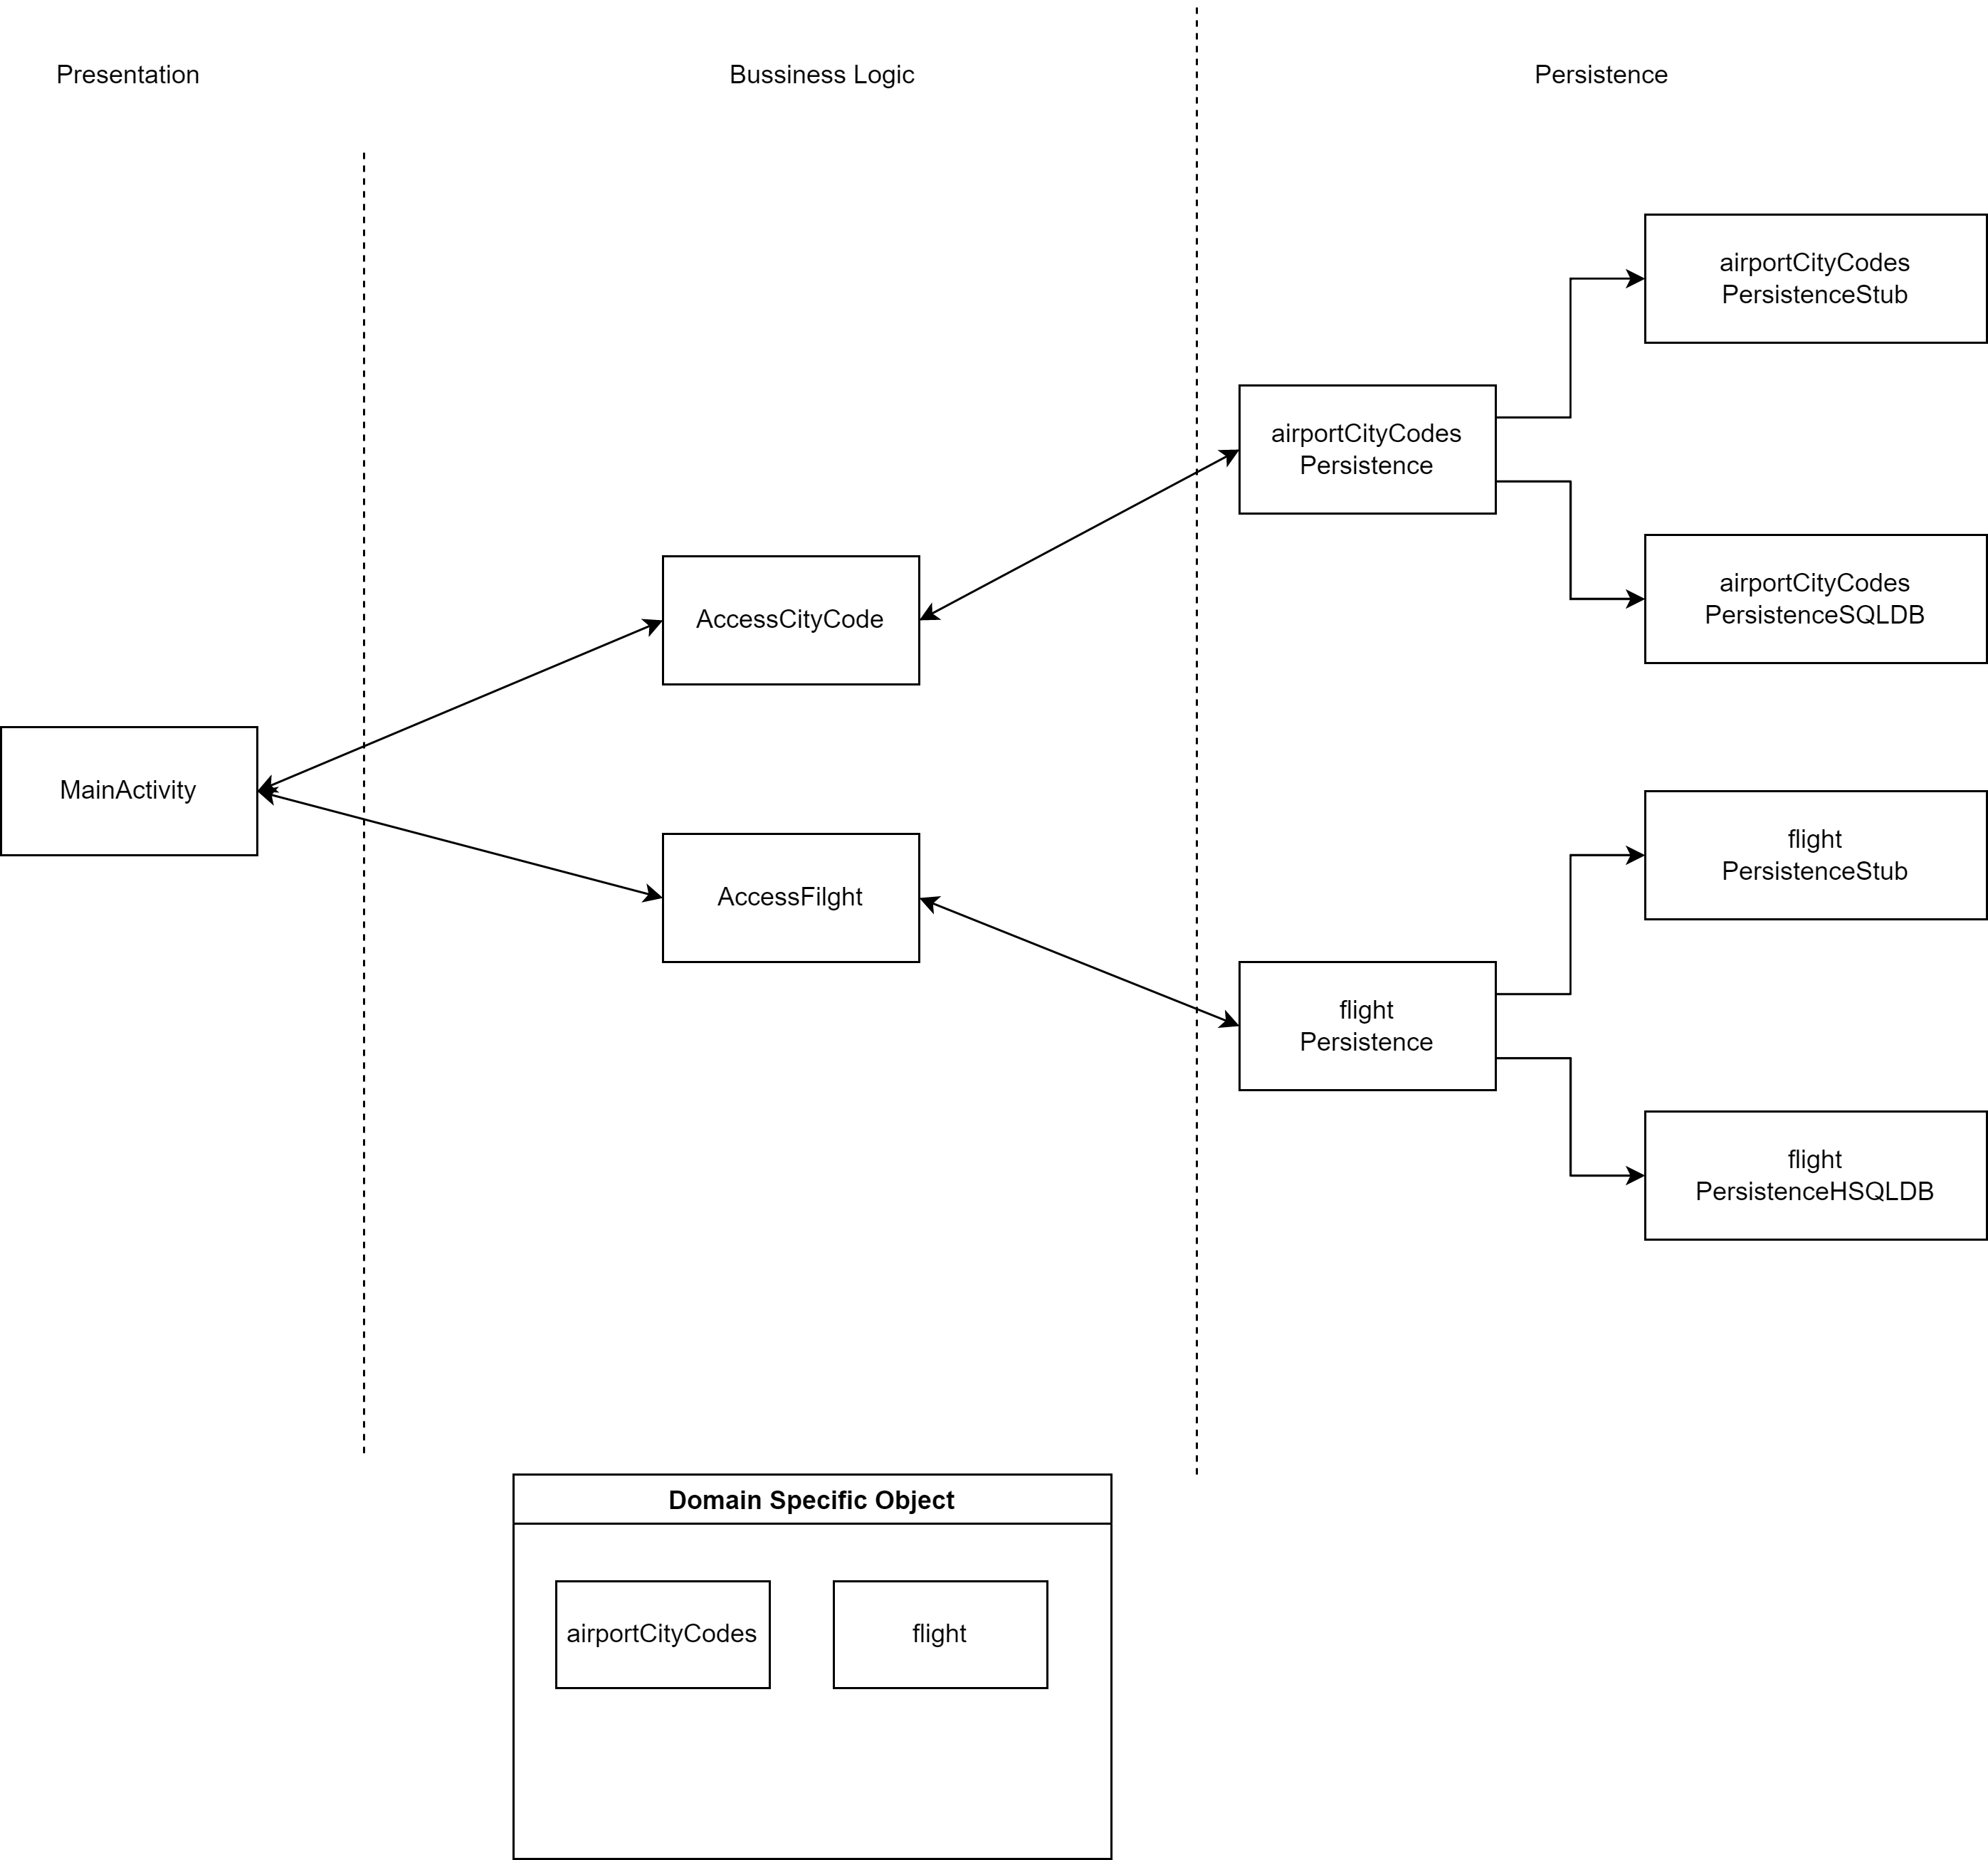 Presentation
Bussiness Logic
Persistence
airportCityCodes
PersistenceStub
airportCityCodes
Persistence
airportCityCodes
PersistenceSQLDB
AccessCityCode
MainActivity
AccessFilght
flight
PersistenceStub
flight
Persistence
flight
PersistenceHSQLDB
Domain Specific Object
airportCityCodes
flight